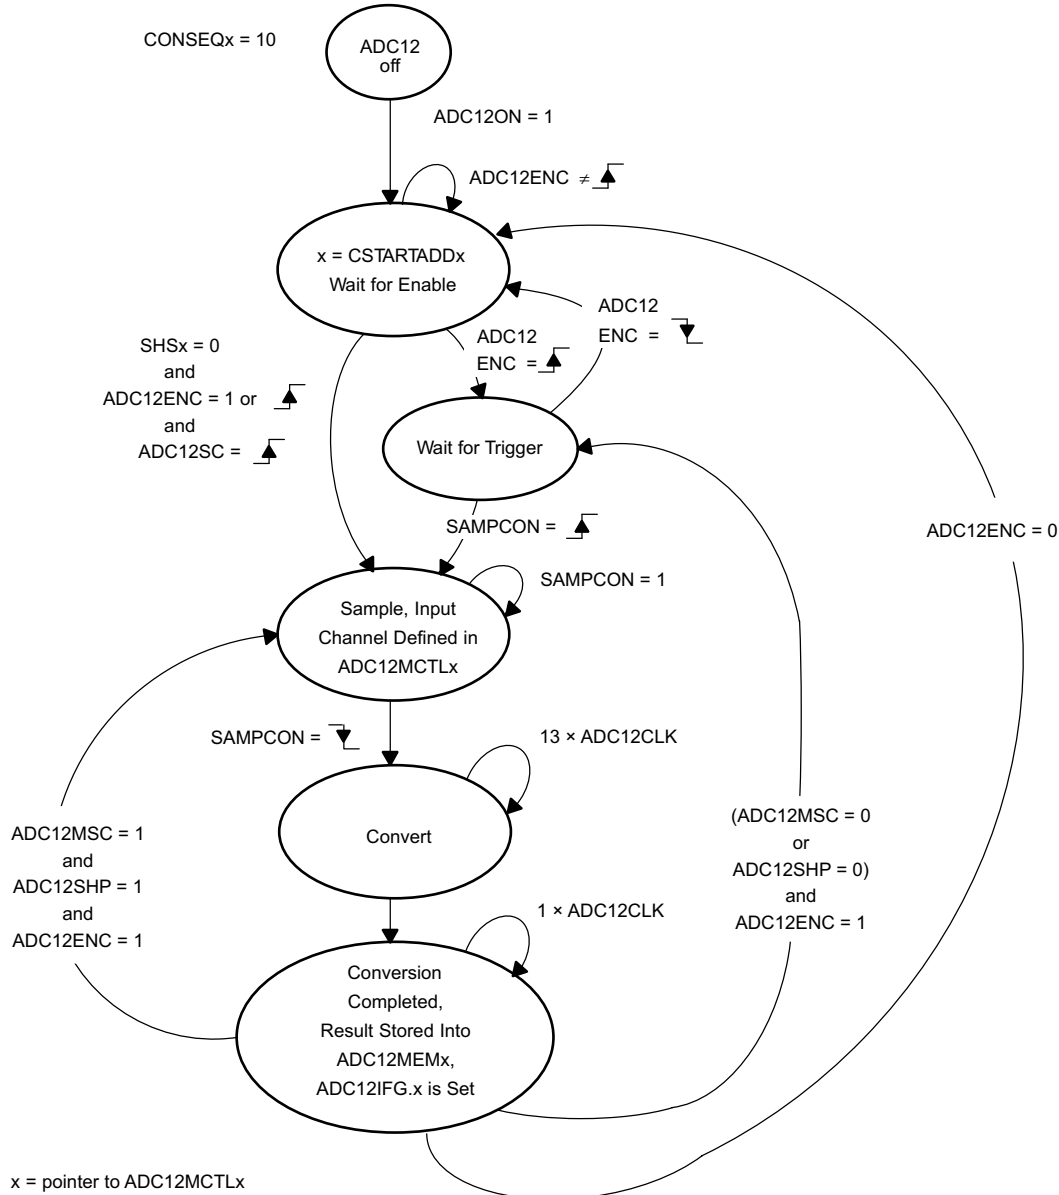 CONSEQx = 10
ADC12
off
ADC12ON = 1
ADC12ENC ≠
x = CSTARTADDx
Wait for Enable
ADC12
ENC =
ADC12
ENC =
SHSx = 0
and
ADC12ENC = 1 or
and
ADC12SC =
Wait for Trigger
SAMPCON =
ADC12ENC = 0
SAMPCON = 1
Sample, Input
Channel Defined in
ADC12MCTLx
SAMPCON =
13 × ADC12CLK
Convert
ADC12MSC = 1
and
ADC12SHP = 1
and
ADC12ENC = 1
(ADC12MSC = 0
or
ADC12SHP = 0)
and
ADC12ENC = 1
1 × ADC12CLK
Conversion
Completed,
Result Stored Into
ADC12MEMx,
ADC12IFG.x is Set
x = pointer to ADC12MCTLx